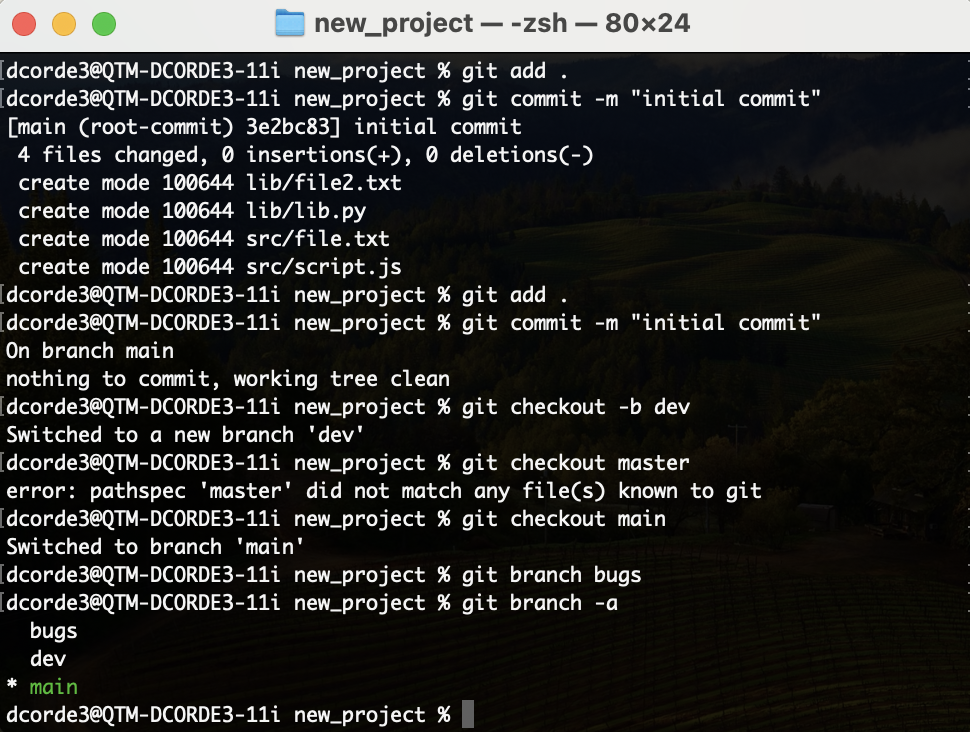 new_project — -zsh — 80×24
[dcorde3@QTM-DCORDE3-11i new_project % git add .
[dcorde3@QTM-DCORDE3-11i new_project % git commit -m "initial commit"
[main (root-commit) 3e2bc83] initial commit
 4 files changed, 0 insertions(+), 0 deletions(-)
 create mode 100644 lib/file2.txt
 create mode 100644 lib/lib.py
 create mode 100644 src/file.txt
 create mode 100644 src/script.js
[dcorde3@QTM-DCORDE3-11i new_project % git add .
[dcorde3@QTM-DCORDE3-11i new_project % git commit -m "initial commit"
On branch main
nothing to commit, working tree clean
[dcorde3@QTM-DCORDE3-11i new_project % git checkout -b dev
Switched to a new branch 'dev'
[dcorde3@QTM-DCORDE3-11i new_project % git checkout master
error: pathspec 'master' did not match any file(s) known to git
[dcorde3@QTM-DCORDE3-11i new_project % git checkout main
Switched to branch 'main'
[dcorde3@QTM-DCORDE3-11i new_project % git branch bugs
[dcorde3@QTM-DCORDE3-11i new_project % git branch -a
  bugs
  dev
* main
dcorde3@QTM-DCORDE3-11i new_project %